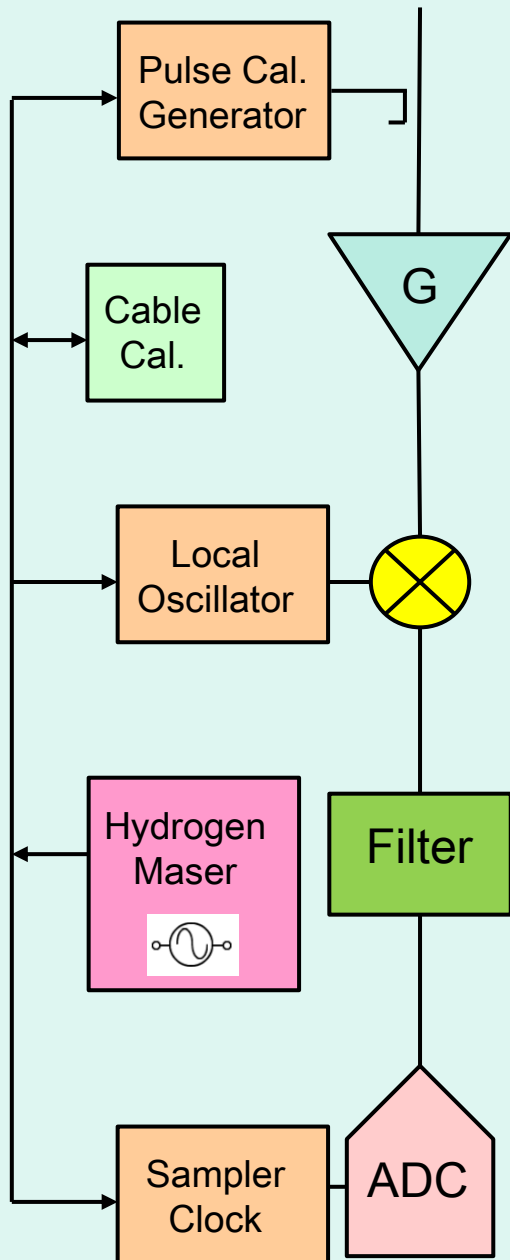 Pulse Cal.
Generator
G
Cable
Cal.
Local
Oscillator
Hydrogen
Maser
Filter
Sampler
Clock
ADC